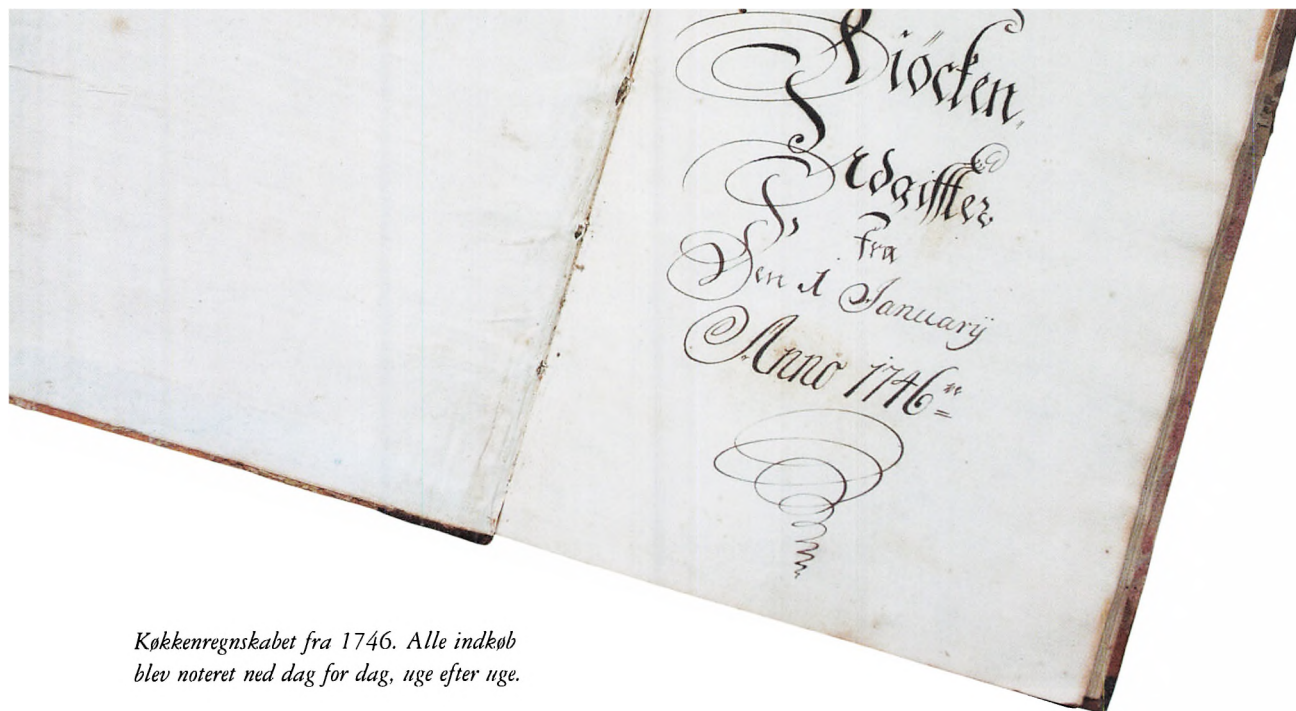 Kiöcken
Udgiffter
Fra
Den 1 Januarÿ
Anno 1746
Køkkenregnskabet fra 1746. Alle indkøb
blev noteret ned dag for dag, uge efter uge.